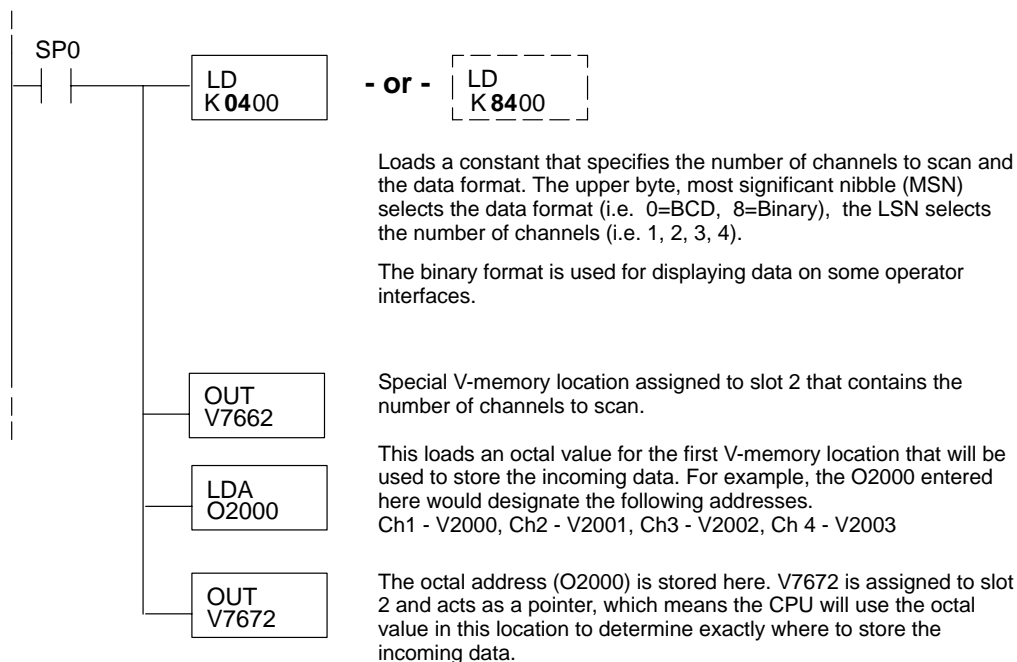 SP0
LD
K 0400
- or -
LD
K 8400
Loads a constant that specifies the number of channels to scan and
the data format. The upper byte, most significant nibble (MSN)
selects the data format (i.e. 0=BCD, 8=Binary), the LSN selects
the number of channels (i.e. 1, 2, 3, 4).
The binary format is used for displaying data on some operator
interfaces.
OUT
V7662
Special V-memory location assigned to slot 2 that contains the
number of channels to scan.
LDA
O2000
This loads an octal value for the first V-memory location that will be
used to store the incoming data. For example, the O2000 entered
here would designate the following addresses.
Ch1 - V2000, Ch2 - V2001, Ch3 - V2002, Ch 4 - V2003
OUT
V7672
The octal address (O2000) is stored here. V7672 is assigned to slot
2 and acts as a pointer, which means the CPU will use the octal
value in this location to determine exactly where to store the
incoming data.